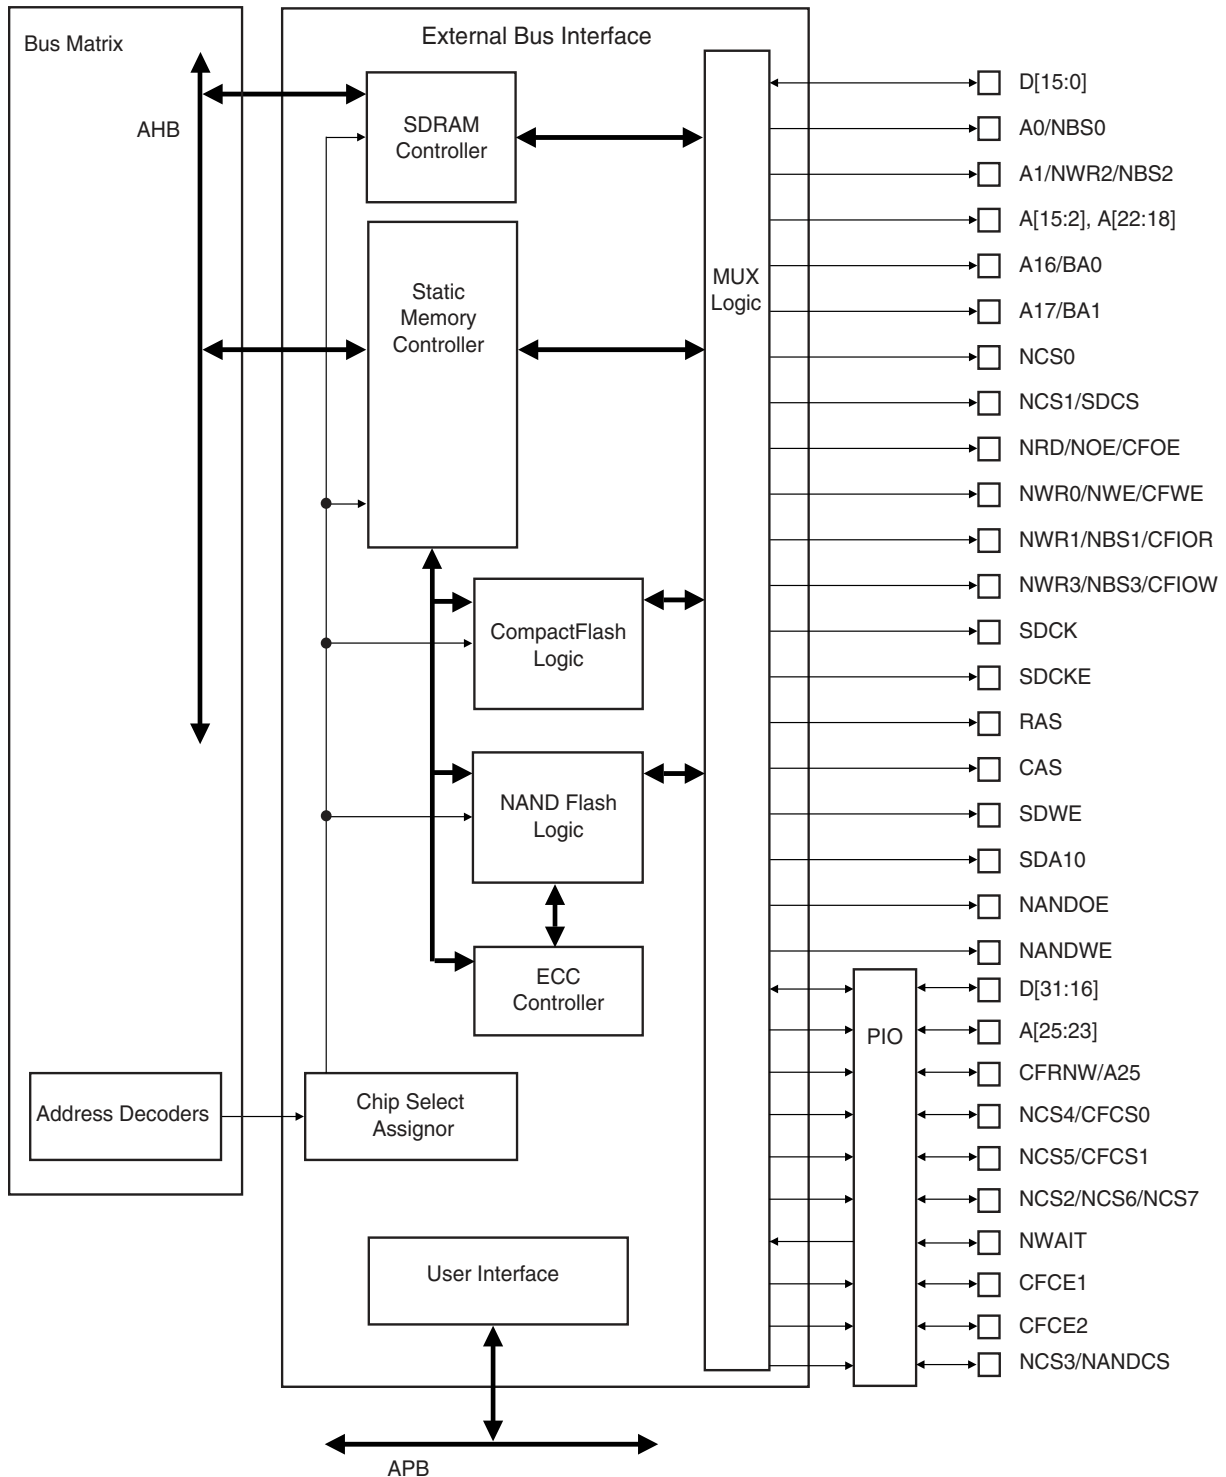 Bus Matrix
External Bus Interface
AHB
SDRAM
Controller
Static
Memory
Controller
MUX
Logic
CompactFlash
Logic
NAND Flash
Logic
ECC
Controller
Address Decoders
Chip Select
Assignor
User Interface
APB
PIO
D[15:0]
A0/NBS0
A1/NWR2/NBS2
A[15:2], A[22:18]
A16/BA0
A17/BA1
NCS0
NCS1/SDCS
NRD/NOE/CFOE
NWR0/NWE/CFWE
NWR1/NBS1/CFIOR
NWR3/NBS3/CFIOW
SDCK
SDCKE
RAS
CAS
SDWE
SDA10
NANDOE
NANDWE
D[31:16]
A[25:23]
CFRNW/A25
NCS4/CFCS0
NCS5/CFCS1
NCS2/NCS6/NCS7
NWAIT
CFCE1
CFCE2
NCS3/NANDCS